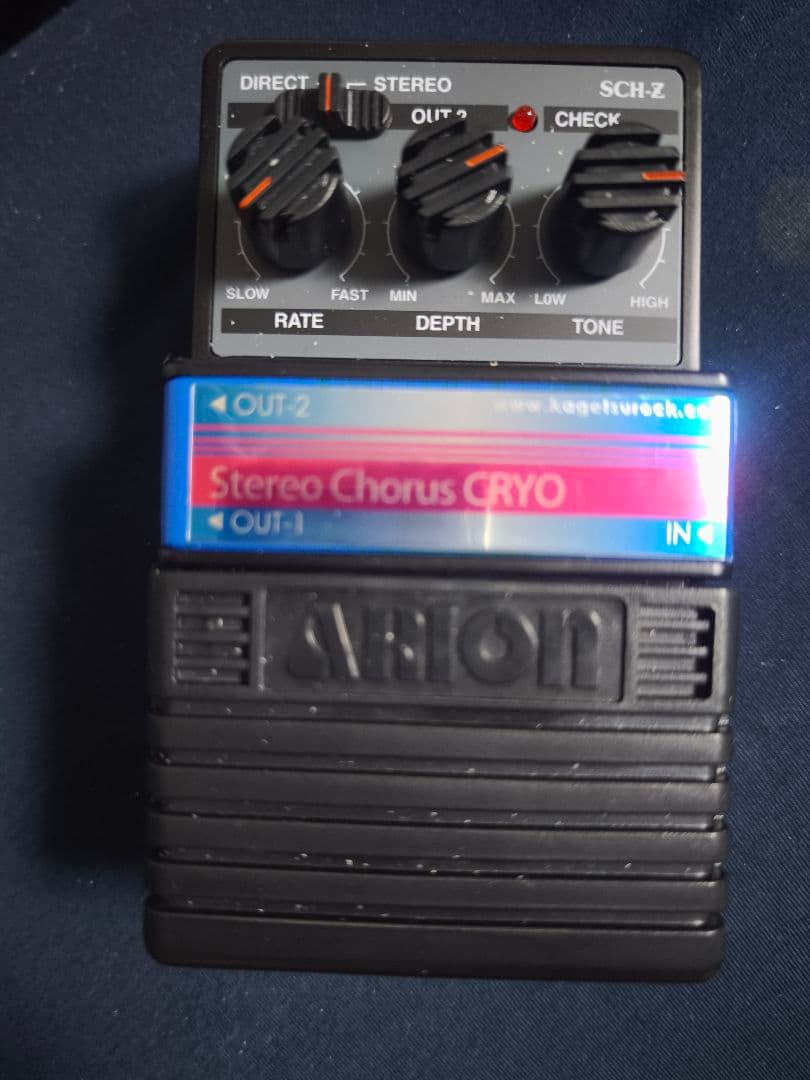 DIRECT STEREO SCH-Z
OUT 2 CHECK
SLOW FAST MIN MAX LOW HIGH
RATE DEPTH TONE
◀ OUT-2
Stereo Chorus CRYO
◀ OUT-1 IN ◀
ARION